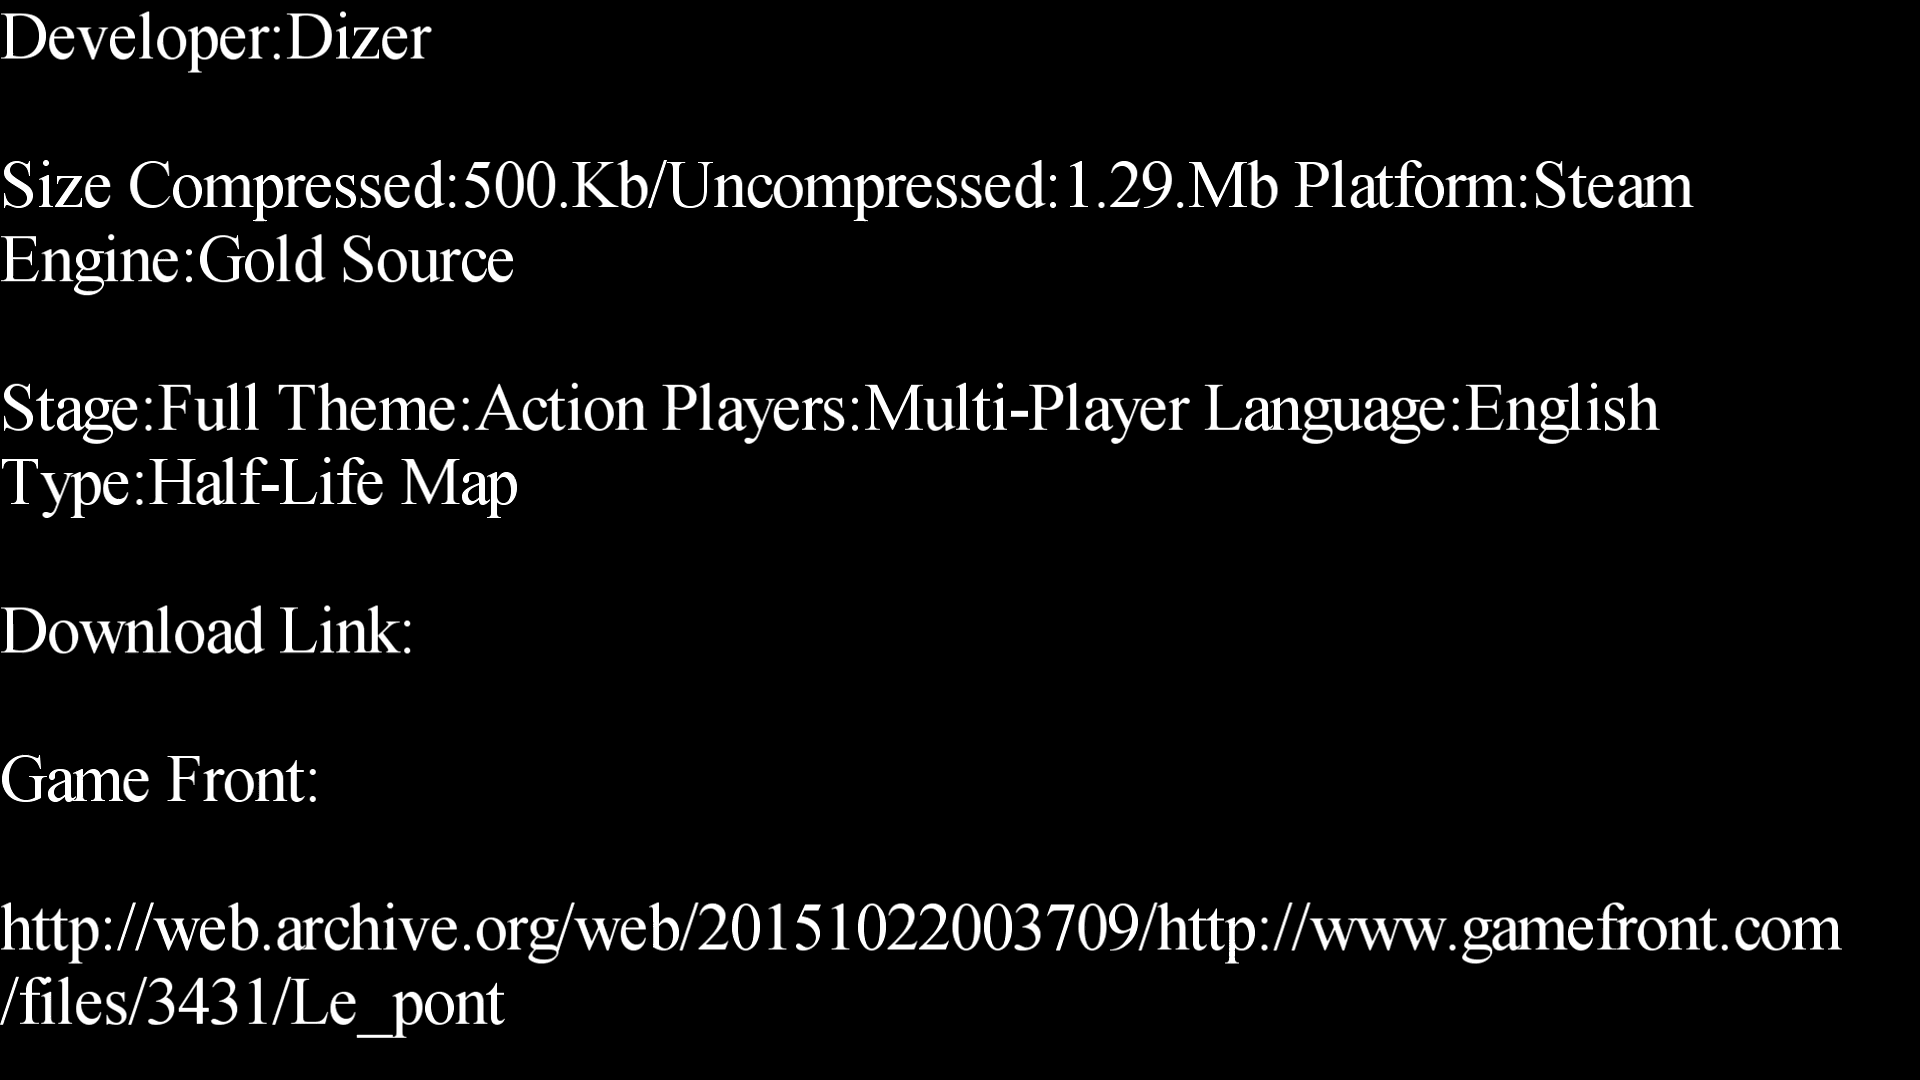 Developer:Dizer
Size Compressed:500.Kb/Uncompressed:1.29.Mb Platform:Steam
Engine:Gold Source
Stage:Full Theme:Action Players:Multi-Player Language:English
Type:Half-Life Map
Download Link:
Game Front:
http://web.archive.org/web/20151022003709/http://www.gamefront.com
/files/3431/Le_pont